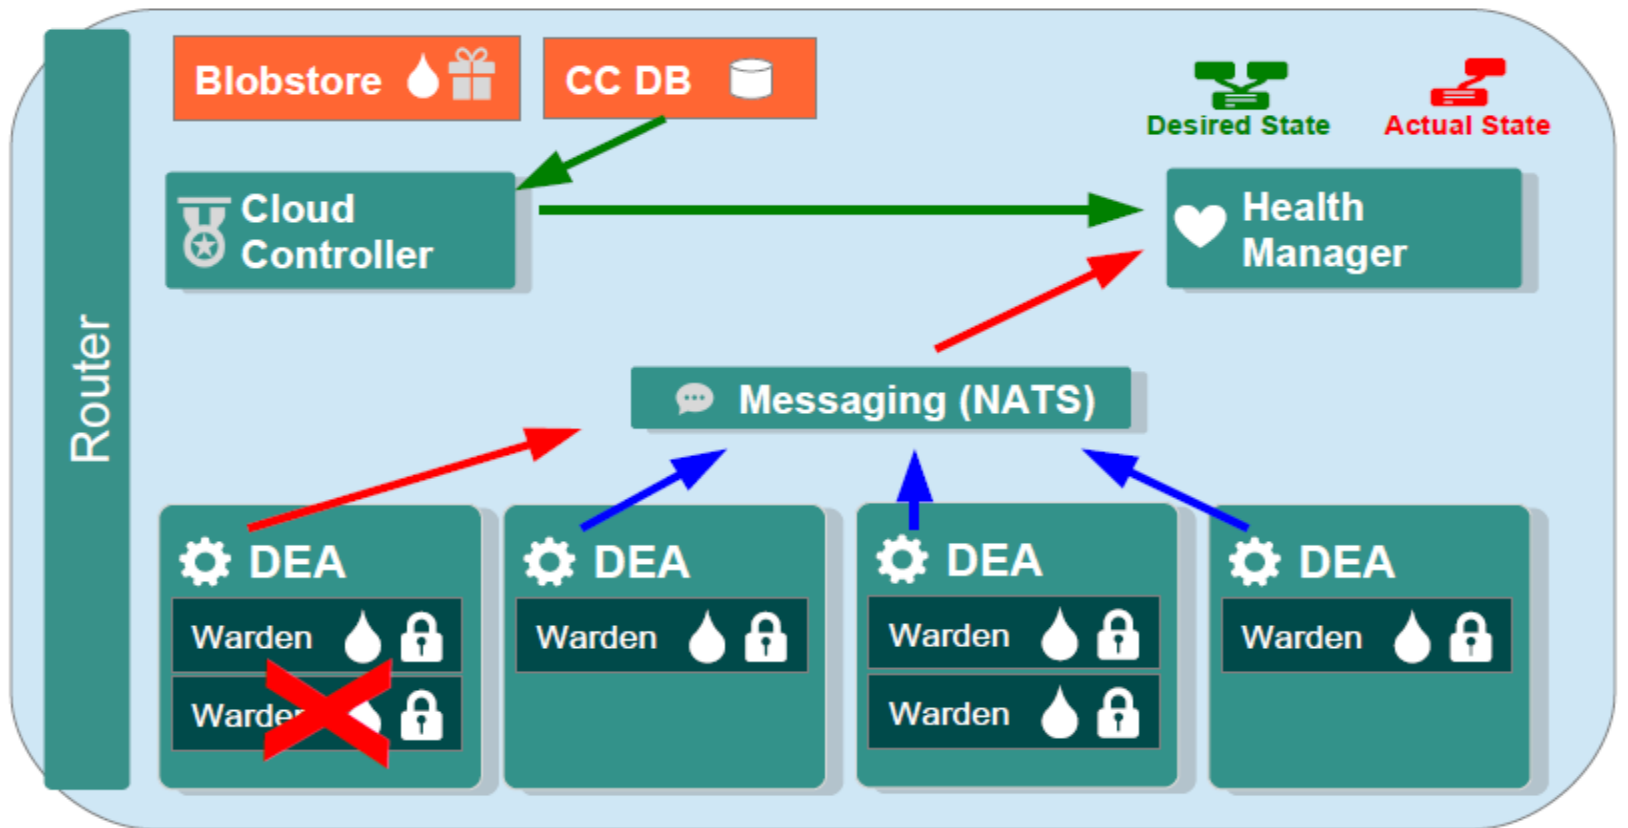 Blobstore
CC DB
Desired State
Actual State
Cloud
Controller
Health
Manager
Router
Messaging (NATS)
DEA
DEA
DEA
DEA
Warden
Warden
Warden
Warden
Warden
Warden